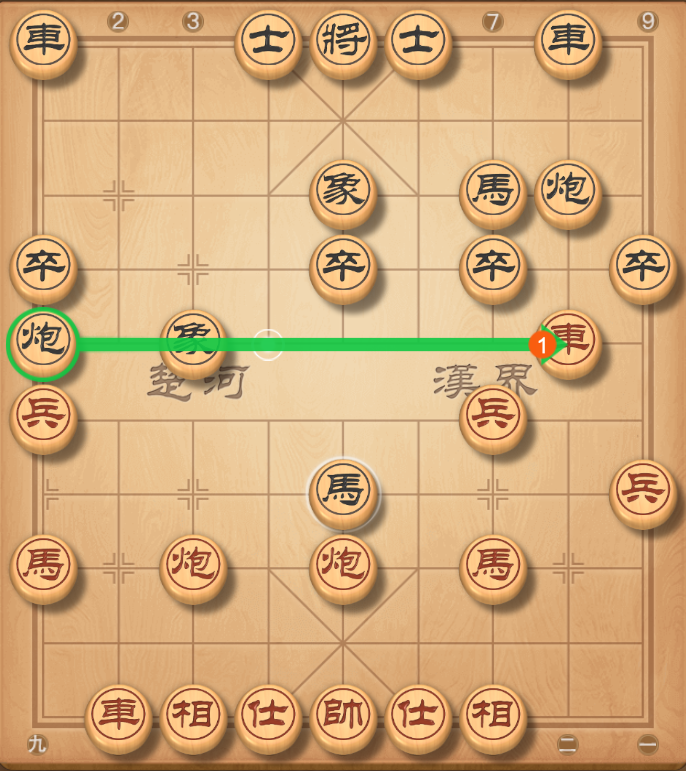 2 3 7 9
車 士 將 士 車
象 馬 炮
卒 卒 卒 卒
炮 象 1 車
楚河 漢界
兵 兵
馬 兵
馬 炮 炮 馬
車 相 仕 帥 仕 相
九 二 一